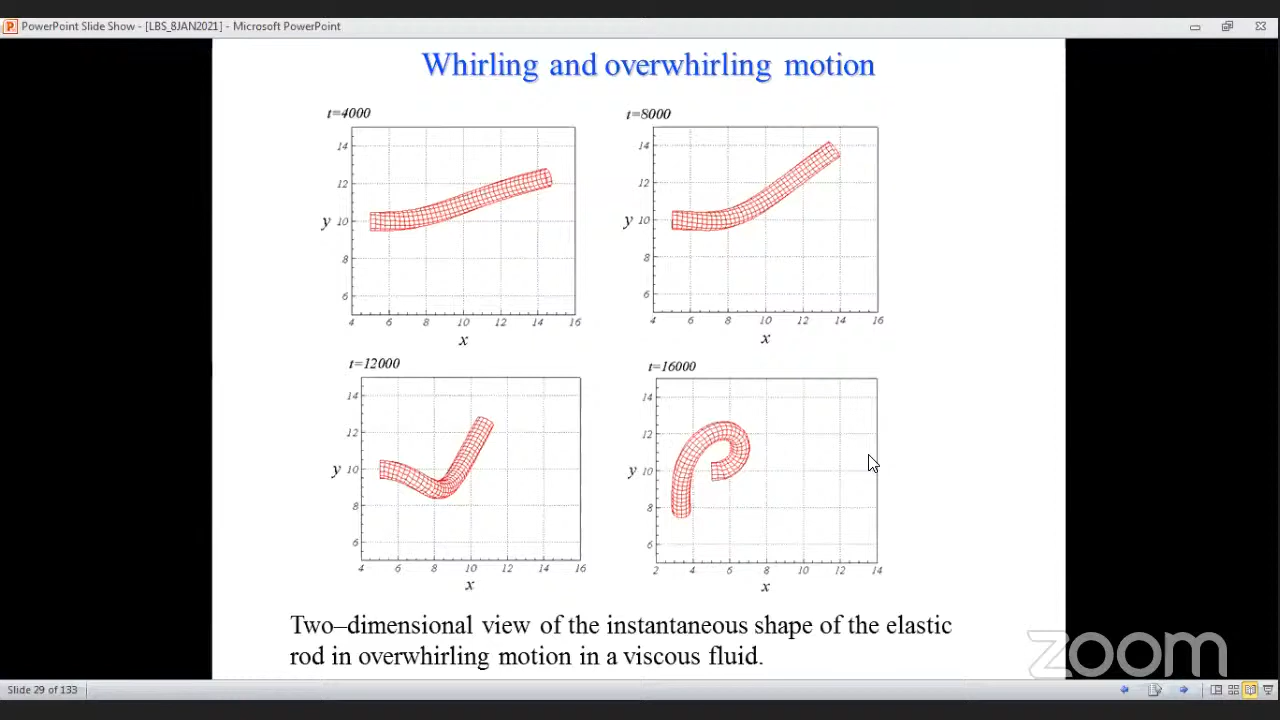 PowerPoint Slide Show - [LBS_8JAN2021] - Microsoft PowerPoint
Whirling and overwhirling motion
t=4000
14
12
y 10
8
6
4 6 8 10 12 14 16
x
t=8000
14
12
y 10
8
6
4 6 8 10 12 14 16
x
t=12000
14
12
y 10
8
6
4 6 8 10 12 14 16
x
t=16000
14
12
y 10
8
6
2 4 6 8 10 12 14
x
Two–dimensional view of the instantaneous shape of the elastic
rod in overwhirling motion in a viscous fluid.
zoom
Slide 29 of 133